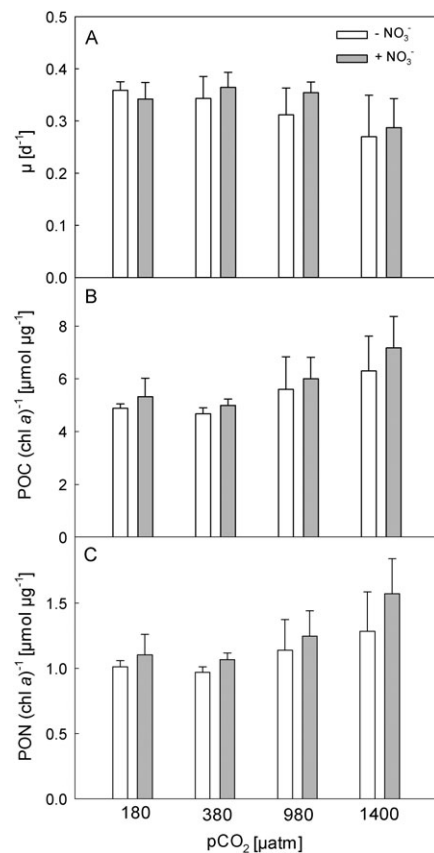 A
- NO₃⁻
+ NO₃⁻
0.5
0.4
0.3
0.1
0.0
µ [d⁻¹]
B
8
6
4
2
0
POC (chl a)⁻¹ [µmol µg⁻¹]
C
1.5
1.0
0.5
0.0
PON (chl a)⁻¹ [µmol µg⁻¹]
180 380 980 1400
pCO₂ [µatm]